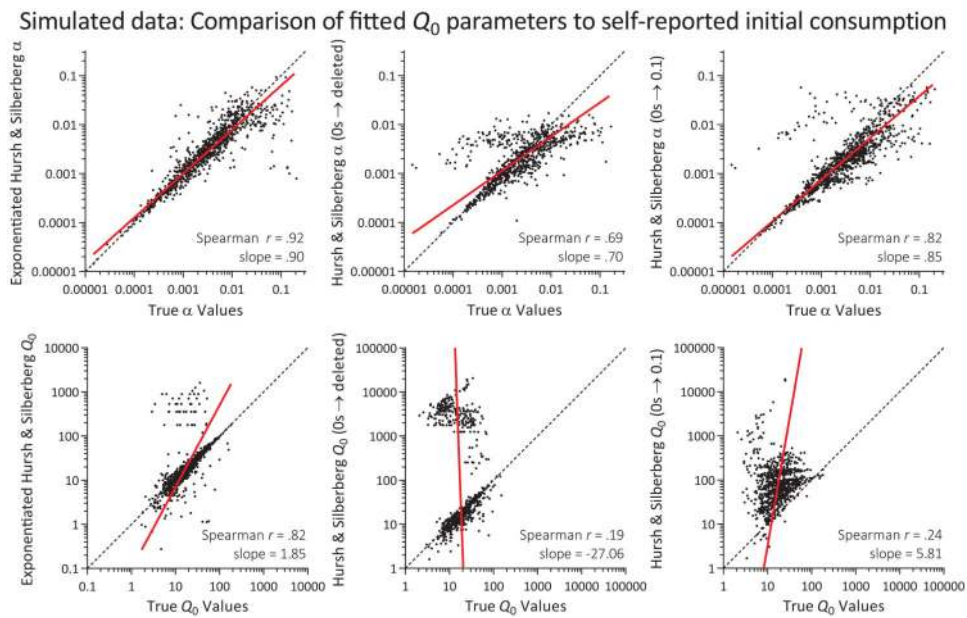 Simulated data: Comparison of fitted Q0 parameters to self-reported initial consumption
Exponentiated Hursh & Silberberg α
0.1
0.01
0.001
0.0001
0.00001
Spearman r = .92
slope = .90
0.00001 0.0001 0.001 0.01 0.1
True α Values
Hursh & Silberberg α (0s → deleted)
0.1
0.01
0.001
0.0001
0.00001
Spearman r = .69
slope = .70
0.00001 0.0001 0.001 0.01 0.1
True α Values
Hursh & Silberberg α (0s → 0.1)
0.1
0.01
0.001
0.0001
0.00001
Spearman r = .82
slope = .85
0.00001 0.0001 0.001 0.01 0.1
True α Values
Exponentiated Hursh & Silberberg Q0
10000
1000
100
10
1
0.1
Spearman r = .82
slope = 1.85
0.1 1 10 100 1000 10000
True Q0 Values
Hursh & Silberberg Q0 (0s → deleted)
100000
10000
1000
100
10
1
Spearman r = .19
slope = -27.06
1 10 100 1000 10000 100000
True Q0 Values
Hursh & Silberberg Q0 (0s → 0.1)
100000
10000
1000
100
10
1
Spearman r = .24
slope = 5.81
1 10 100 1000 10000 100000
True Q0 Values